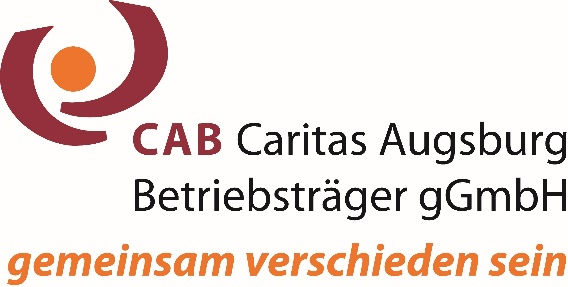 CAB Caritas Augsburg
Betriebsträger gGmbH
gemeinsam verschieden sein